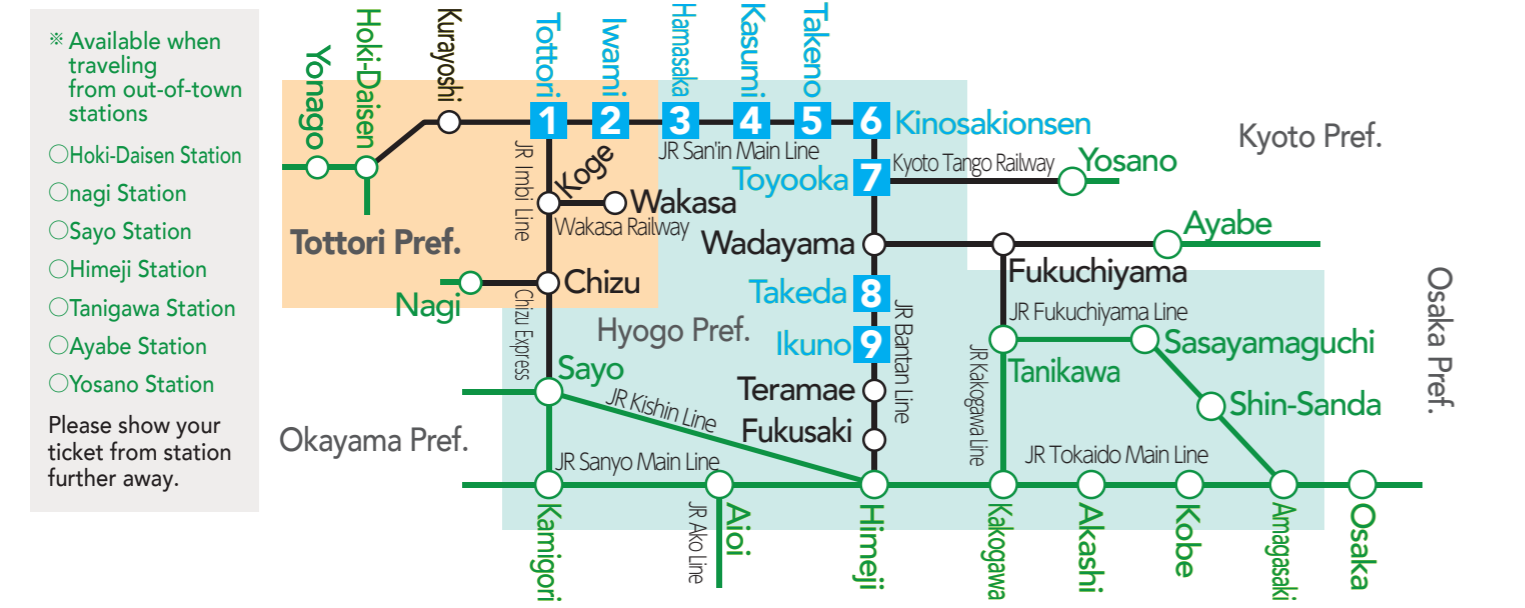 ※ Available when
traveling
from out-of-town
stations
○Hoki-Daisen Station
○nagi Station
○Sayo Station
○Himeji Station
○Tanigawa Station
○Ayabe Station
○Yosano Station
Please show your
ticket from station
further away.
Yonago
Hoki-Daisen
Kurayoshi
Tottori
Iwami
Hamasaka
Kasumi
Takeno
1
2
3
4
5
6
Kinosakionsen
Kyoto Pref.
JR San'in Main Line
JR Imbi Line
Koge
Wakasa
Wakasa Railway
Toyooka
7
Kyoto Tango Railway
Yosano
Tottori Pref.
Wadayama
Ayabe
Fukuchiyama
Nagi
Chizu
Chizu Express
Takeda
8
Hyogo Pref.
JR Bantan Line
JR Fukuchiyama Line
Osaka Pref.
Ikuno
9
JR Kakogawa Line
Tanikawa
Sasayamaguchi
Sayo
JR Kishin Line
Teramae
Shin-Sanda
Okayama Pref.
Fukusaki
JR Sanyo Main Line
JR Tokaido Main Line
Kamigori
JR Ako Line
Aioi
Himeji
Kakogawa
Akashi
Kobe
Amagasaki
Osaka